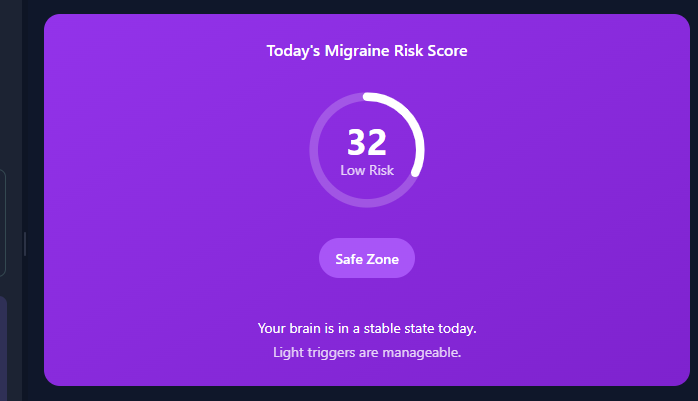 Today's Migraine Risk Score
32
Low Risk
Safe Zone
Your brain is in a stable state today.
Light triggers are manageable.